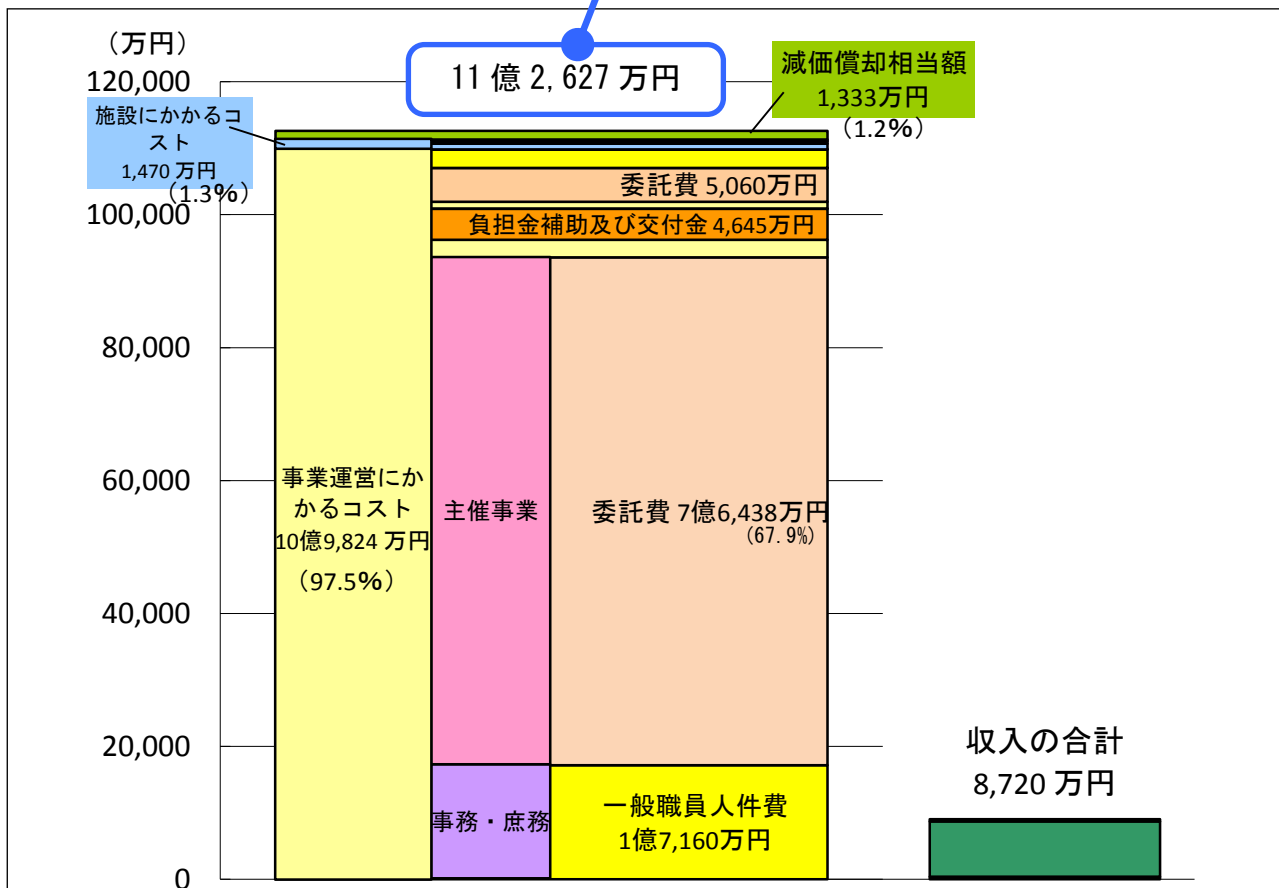 （万円）
11 億 2,627 万円
減価償却相当額
1,333万円
（1.2%）
120,000
施設にかかるコ
スト
1,470 万円
（1.3%）
委託費 5,060万円
100,000
負担金補助及び交付金 4,645万円
80,000
60,000
事業運営にか
かるコスト
10億9,824 万円
（97.5%）
主催事業
委託費 7億6,438万円
（67.9%）
40,000
20,000
収入の合計
8,720 万円
事務・庶務
一般職員人件費
1億7,160万円
0